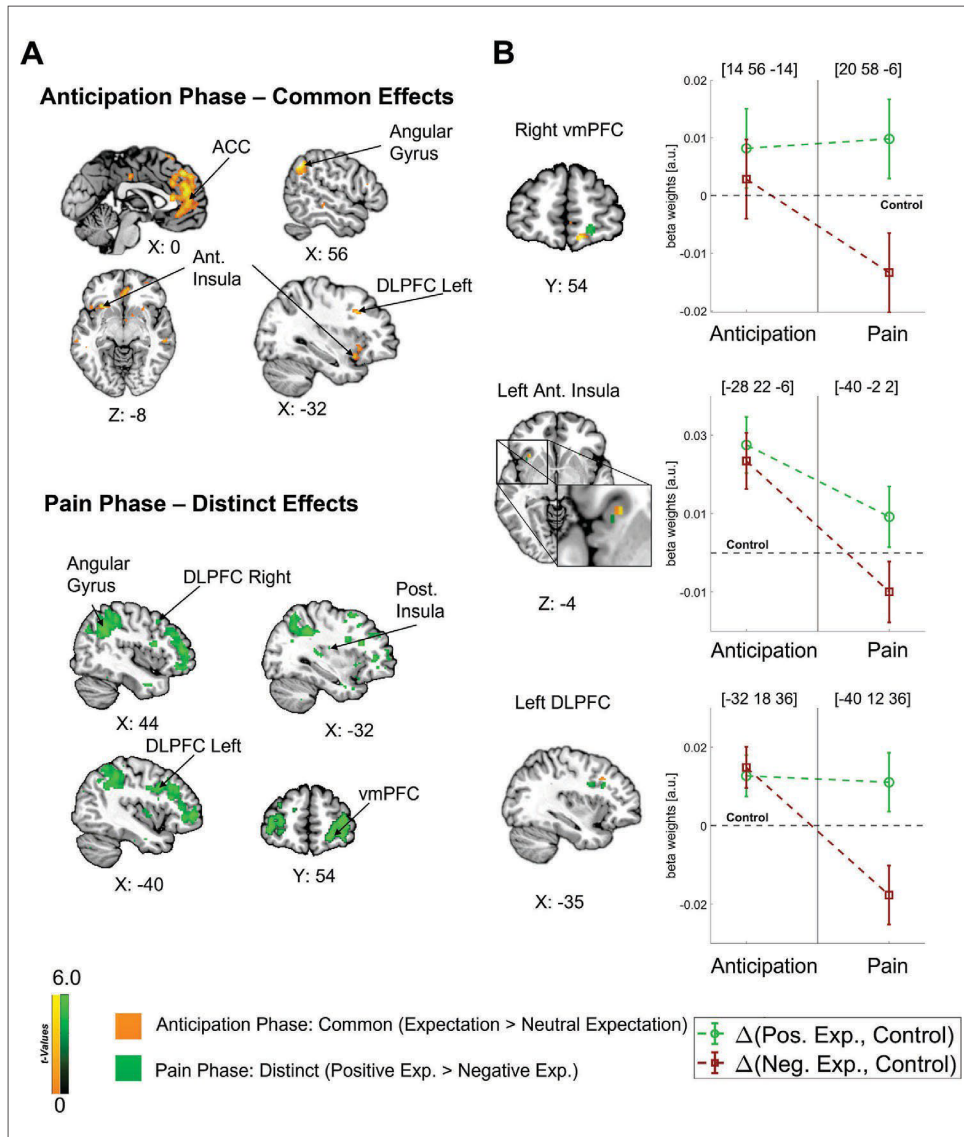 A
Anticipation Phase – Common Effects
ACC
Angular
Gyrus
X: 0
X: 56
Ant.
Insula
DLPFC Left
Z: -8
X: -32
Pain Phase – Distinct Effects
Angular
Gyrus
DLPFC Right
Post.
Insula
X: 44
X: -32
DLPFC Left
vmPFC
X: -40
Y: 54
6.0
t-Values
0
Anticipation Phase: Common (Expectation > Neutral Expectation)
Pain Phase: Distinct (Positive Exp. > Negative Exp.)
B
Right vmPFC
Y: 54
[14 56 -14] [20 58 -6]
0.02
0.01
0
-0.01
-0.02
beta weights [a.u.]
Control
Anticipation Pain
Left Ant. Insula
Z: -4
[-28 22 -6] [-40 -2 2]
0.03
0.01
-0.01
beta weights [a.u.]
Control
Left DLPFC
X: -35
[-32 18 36] [-40 12 36]
0.02
0
-0.02
beta weights [a.u.]
Control
Anticipation Pain
Δ(Pos. Exp., Control)
Δ(Neg. Exp., Control)